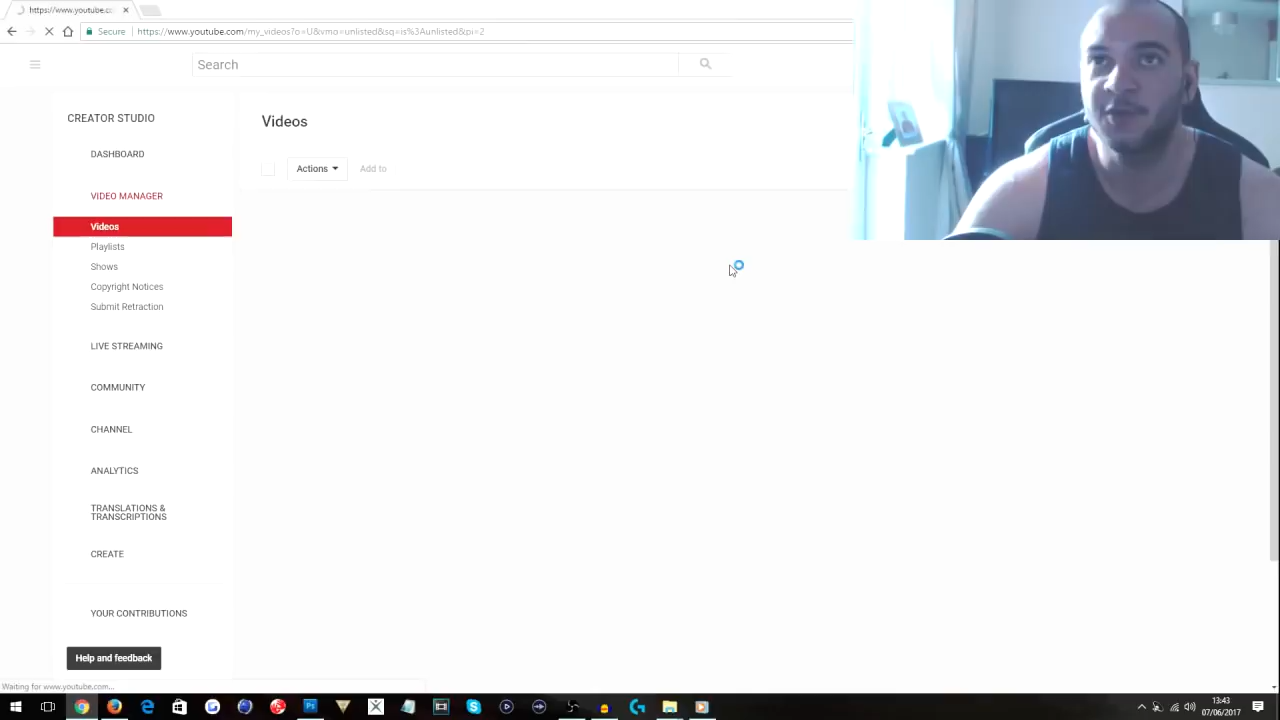 https://www.youtube.com/
Secure
https://www.youtube.com/my_videos?o=U&vmo=unlisted&sq=is%3Aunlisted&pi=2
Search
CREATOR STUDIO
DASHBOARD
VIDEO MANAGER
Videos
Playlists
Shows
Copyright Notices
Submit Retraction
LIVE STREAMING
COMMUNITY
CHANNEL
ANALYTICS
TRANSLATIONS &
TRANSCRIPTIONS
CREATE
YOUR CONTRIBUTIONS
Help and feedback
Videos
Actions
Add to
Waiting for www.youtube.com...
13:43
07/06/2017